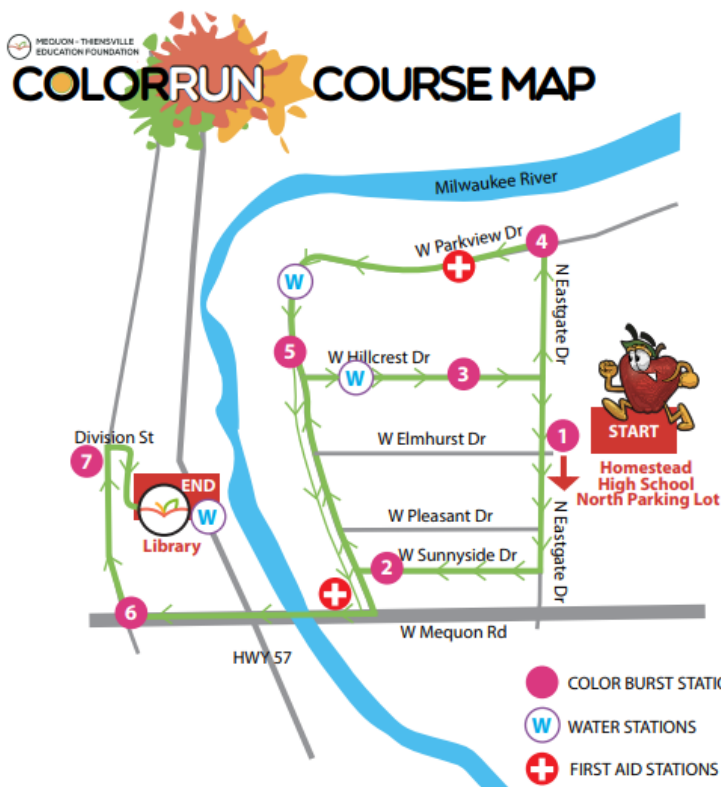 MEQUON - THIENSVILLE
EDUCATION FOUNDATION
COLORRUN COURSE MAP
Milwaukee River
W Parkview Dr
4
N Eastgate Dr
W
5
W Hillcrest Dr
W
3
1
START
Division St
W Elmhurst Dr
7
Homestead
High School
North Parking Lot
END
W
Library
W Pleasant Dr
N Eastgate Dr
W Sunnyside Dr
2
6
W Mequon Rd
HWY 57
COLOR BURST STATI
W WATER STATIONS
FIRST AID STATIONS